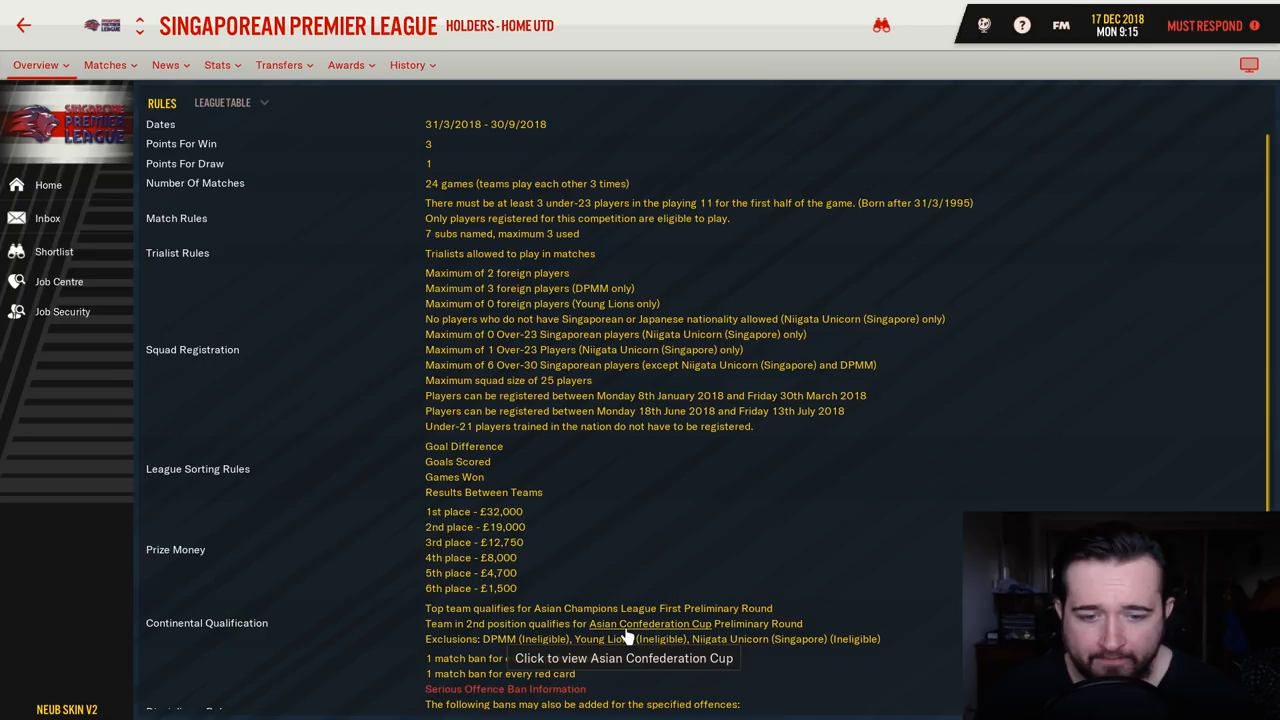 SINGAPOREAN PREMIER LEAGUE HOLDERS - HOME UTD
FM
17 DEC 2018
MON 9:15
MUST RESPOND
Overview Matches News Stats Transfers Awards History
SINGAPORE
PREMIER
LEAGUE
RULES LEAGUE TABLE
Home
Inbox
Shortlist
Job Centre
Job Security
Dates 31/3/2018 - 30/9/2018
Points For Win 3
Points For Draw 1
Number Of Matches 24 games (teams play each other 3 times)
Match Rules
There must be at least 3 under-23 players in the playing 11 for the first half of the game. (Born after 31/3/1995)
Only players registered for this competition are eligible to play.
7 subs named, maximum 3 used
Trialist Rules Trialists allowed to play in matches
Squad Registration
Maximum of 2 foreign players
Maximum of 3 foreign players (DPMM only)
Maximum of 0 foreign players (Young Lions only)
No players who do not have Singaporean or Japanese nationality allowed (Niigata Unicorn (Singapore) only)
Maximum of 0 Over-23 Singaporean players (Niigata Unicorn (Singapore) only)
Maximum of 1 Over-23 Players (Niigata Unicorn (Singapore) only)
Maximum of 6 Over-30 Singaporean players (except Niigata Unicorn (Singapore) and DPMM)
Maximum squad size of 25 players
Players can be registered between Monday 8th January 2018 and Friday 30th March 2018
Players can be registered between Monday 18th June 2018 and Friday 13th July 2018
Under-21 players trained in the nation do not have to be registered.
League Sorting Rules
Goal Difference
Goals Scored
Games Won
Results Between Teams
Prize Money
1st place - £32,000
2nd place - £19,000
3rd place - £12,750
4th place - £8,000
5th place - £4,700
6th place - £1,500
Continental Qualification
Top team qualifies for Asian Champions League First Preliminary Round
Team in 2nd position qualifies for Asian Confederation Cup Preliminary Round
Exclusions: DPMM (Ineligible), Young (Ineligible), Niigata Unicorn (Singapore) (Ineligible)
1 match ban for
Click to view Asian Confederation Cup
1 match ban for every red card
Serious Offence Ban Information
The following bans may also be added for the specified offences:
NEUB SKIN V2